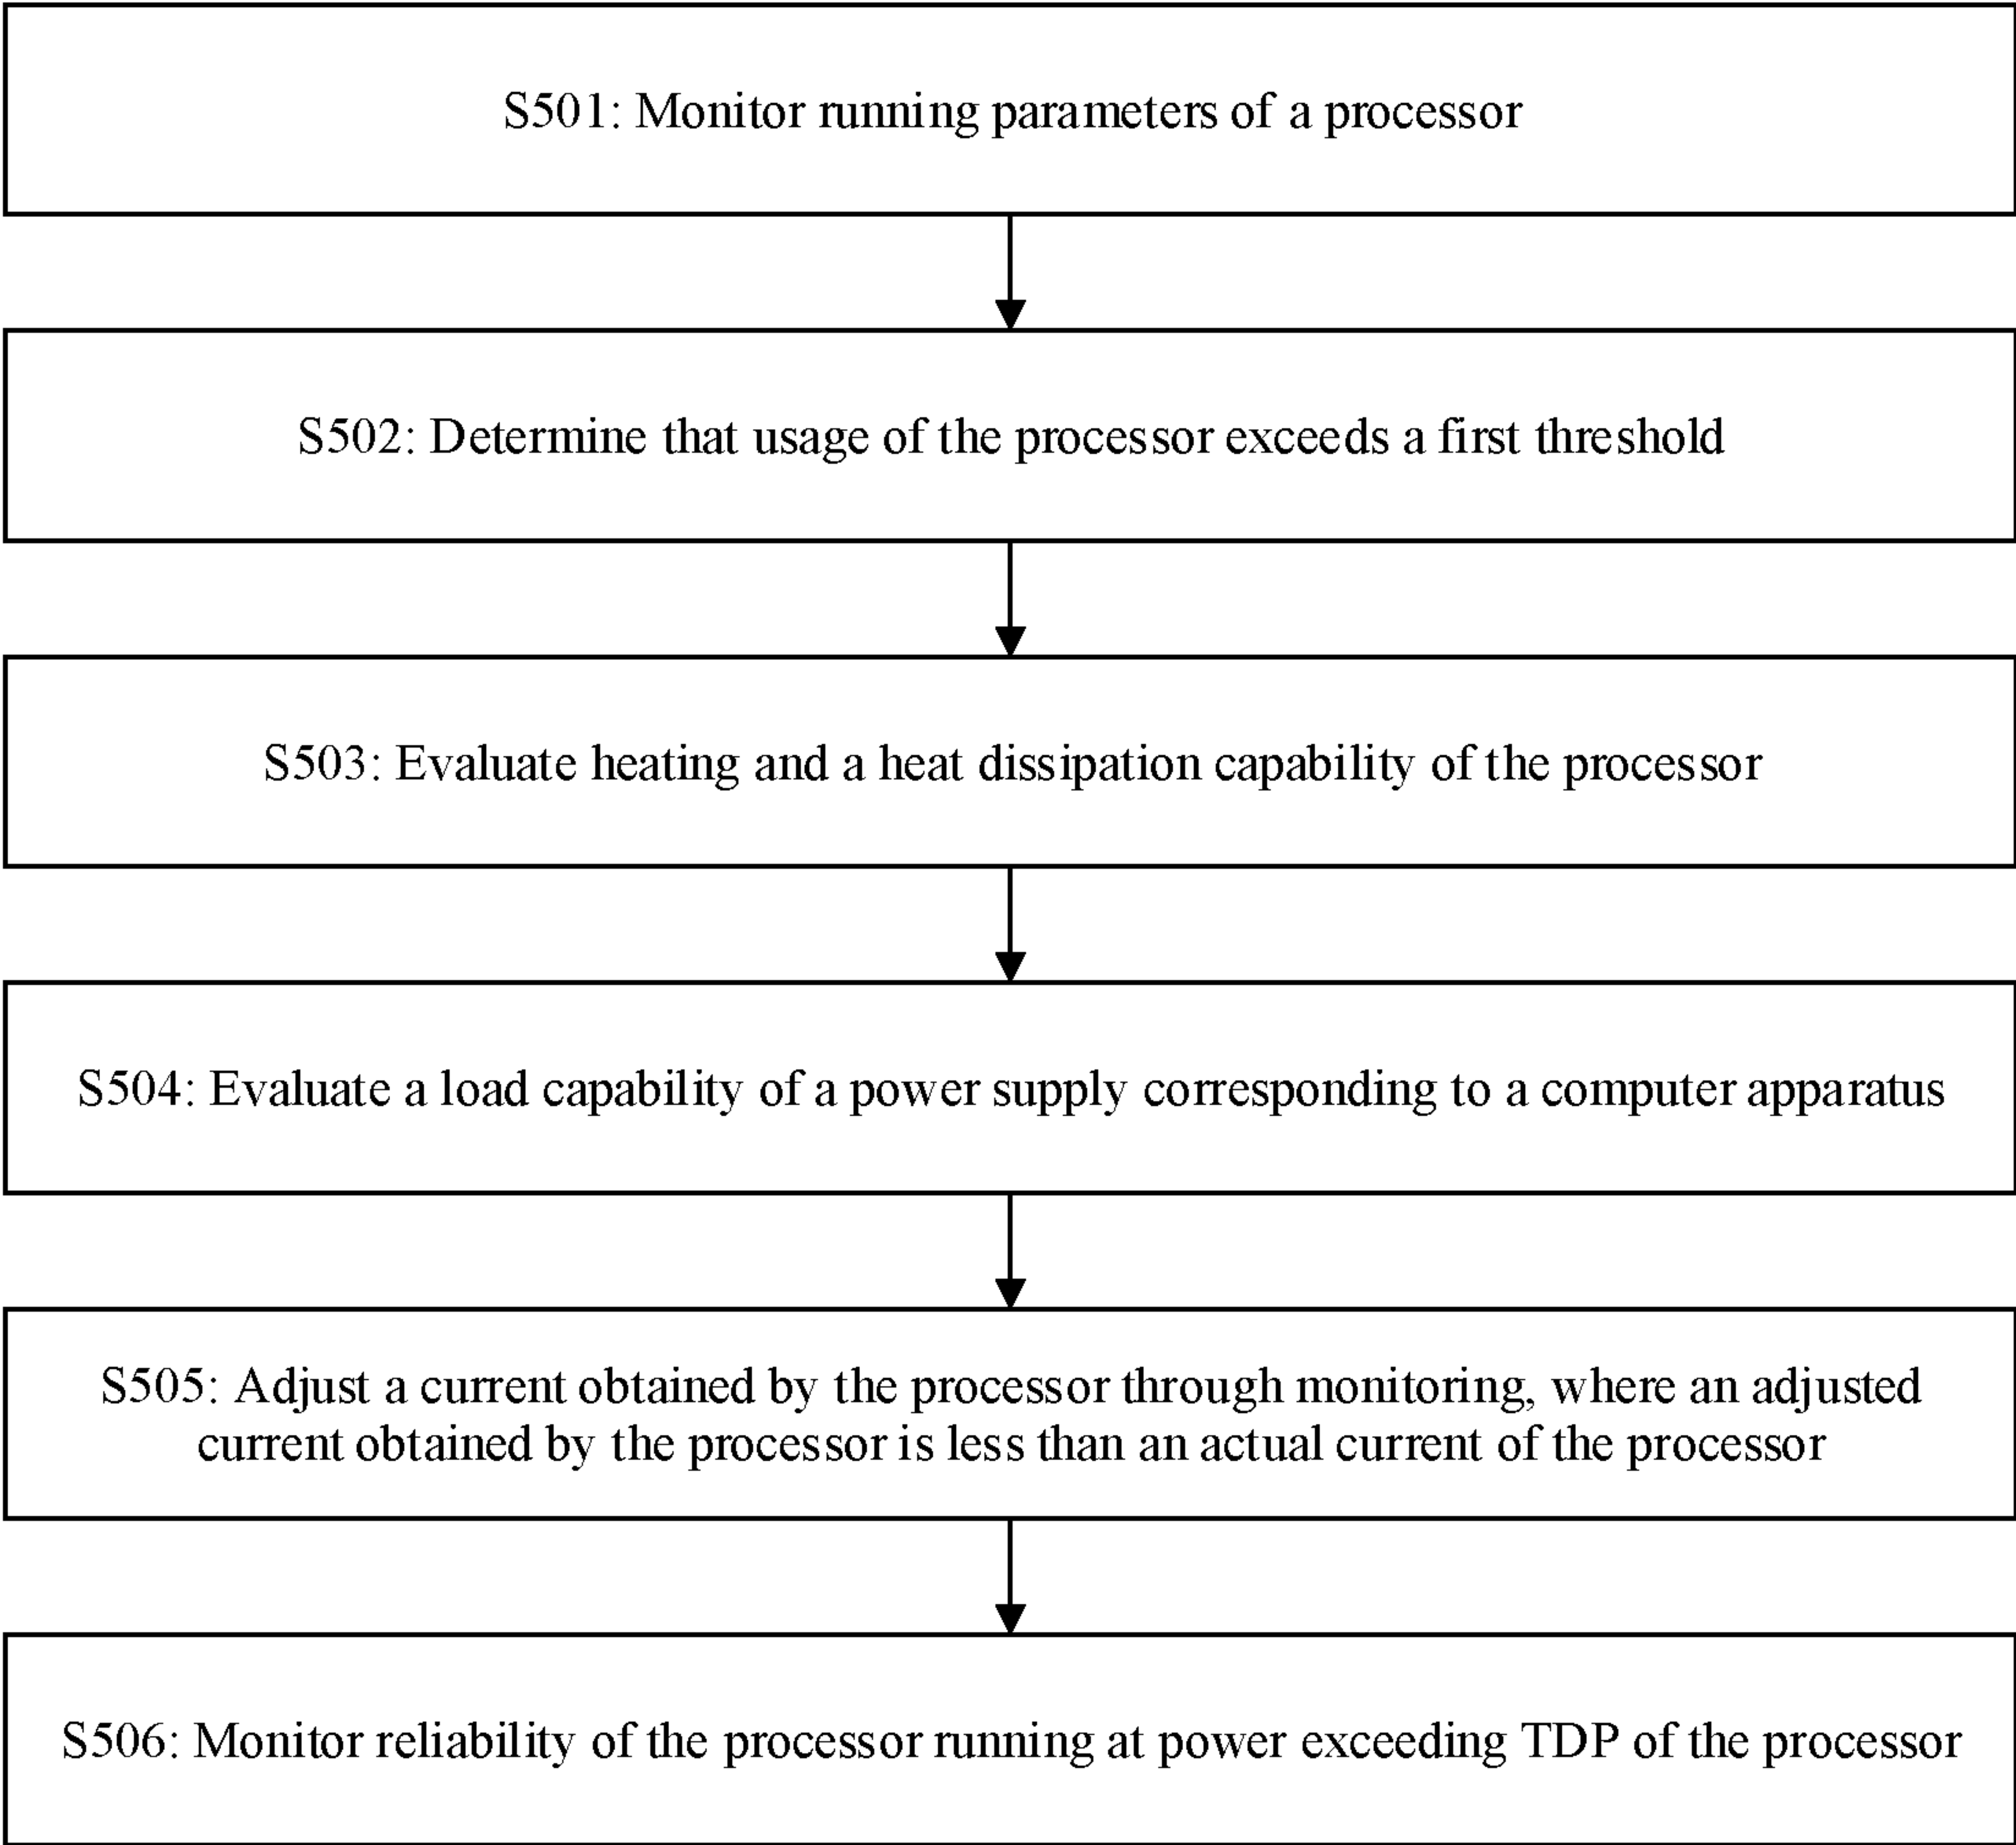 S501: Monitor running parameters of a processor
S502: Determine that usage of the processor exceeds a first threshold
S503: Evaluate heating and a heat dissipation capability of the processor
S504: Evaluate a load capability of a power supply corresponding to a computer apparatus
S505: Adjust a current obtained by the processor through monitoring, where an adjusted
current obtained by the processor is less than an actual current of the processor
S506: Monitor reliability of the processor running at power exceeding TDP of the processor